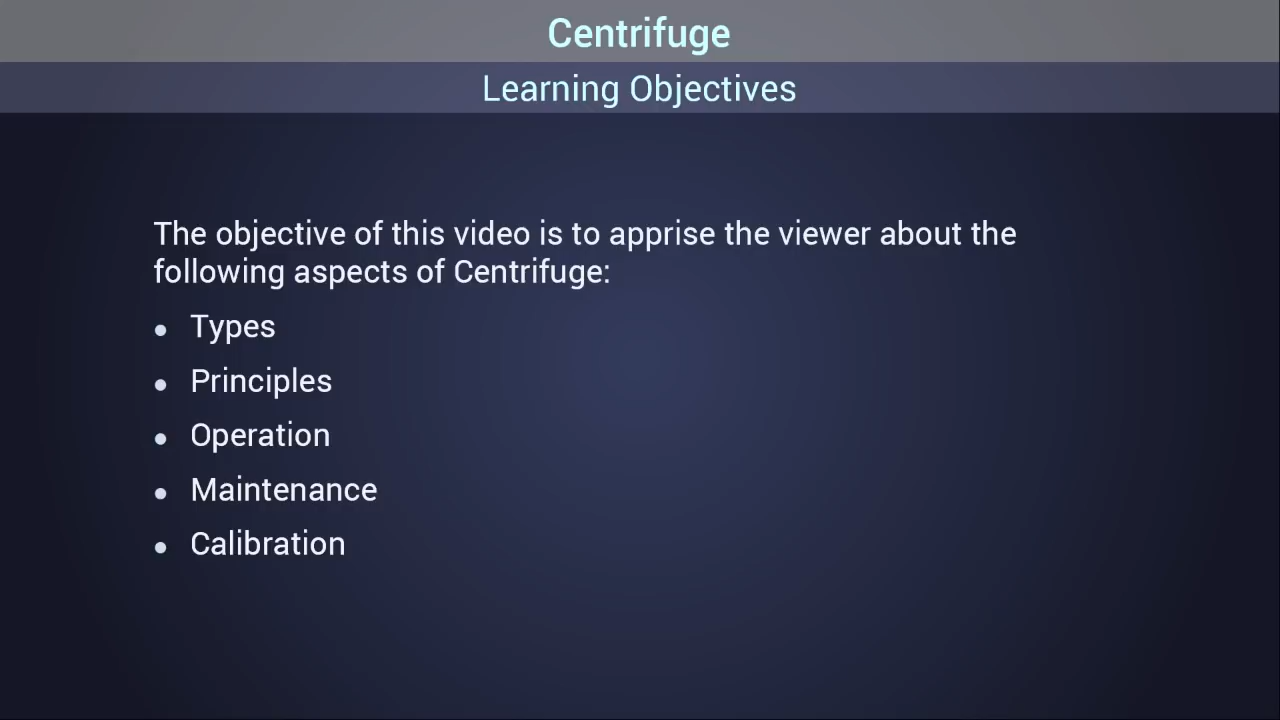 Centrifuge
Learning Objectives
The objective of this video is to apprise the viewer about the
following aspects of Centrifuge:
• Types
• Principles
• Operation
• Maintenance
• Calibration